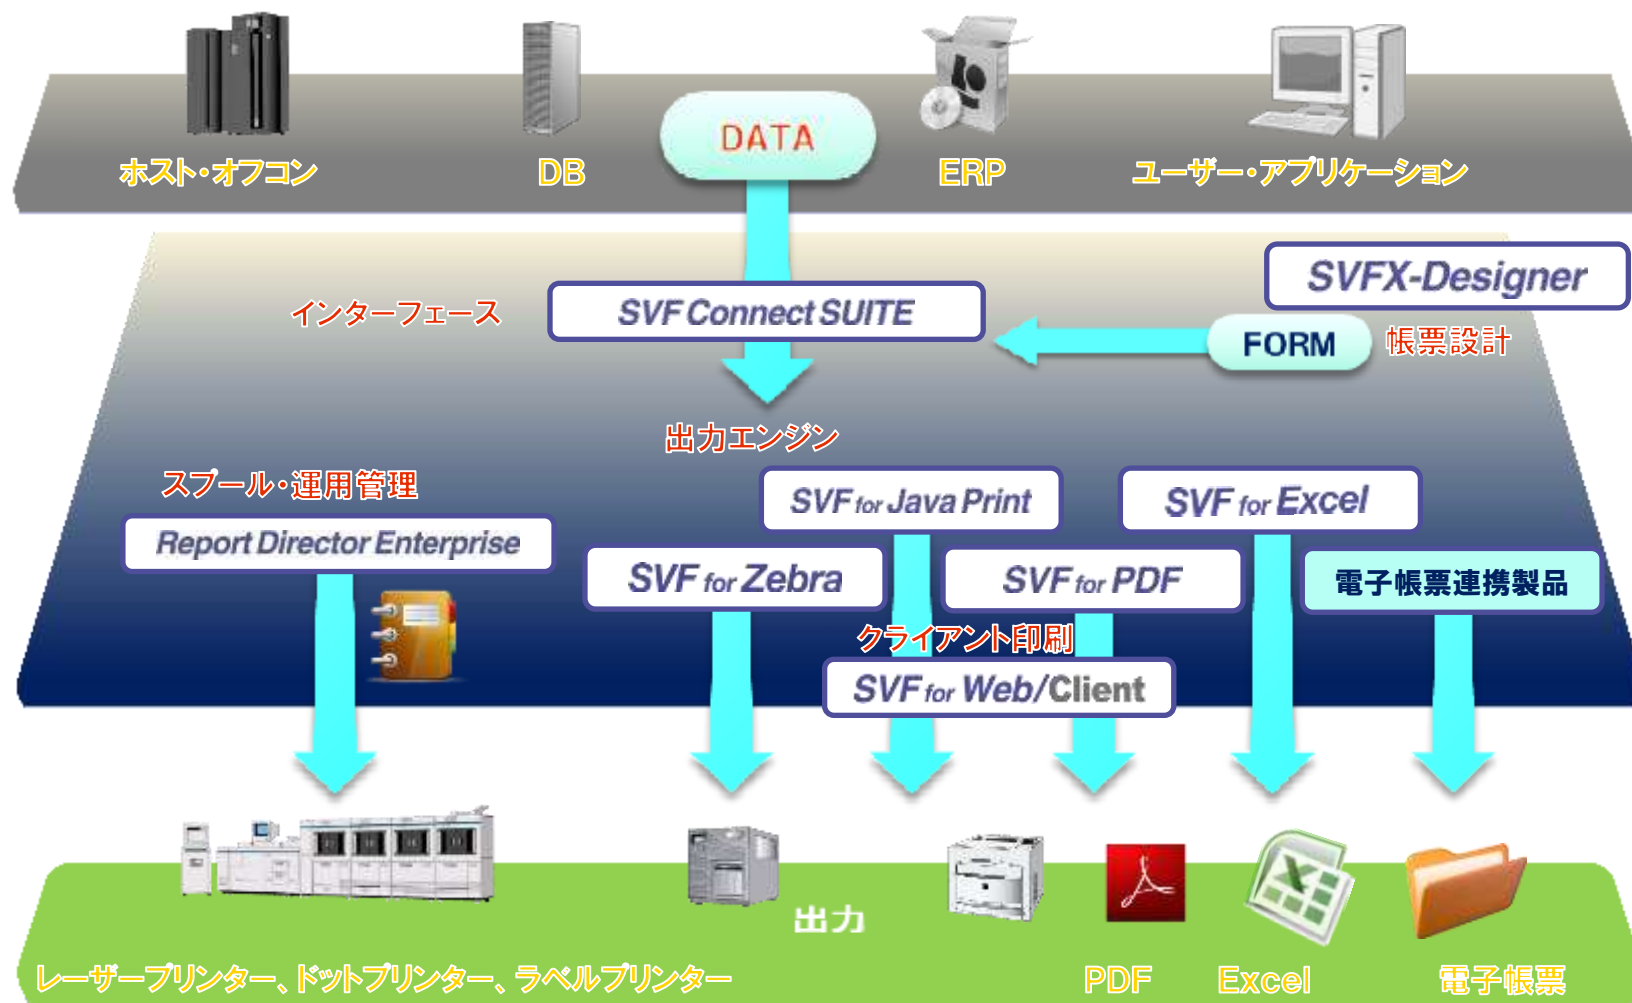 DATA
ホスト・オフコン
DB
ERP
ユーザー・アプリケーション
SVFX-Designer
インターフェース
SVF Connect SUITE
FORM
帳票設計
出力エンジン
スプール・運用管理
SVF for Java Print
SVF for Excel
Report Director Enterprise
SVF for Zebra
SVF for PDF
電子帳票連携製品
クライアント印刷
SVF for Web/Client
出力
レーザープリンター、ドットプリンター、ラベルプリンター
PDF
Excel
電子帳票